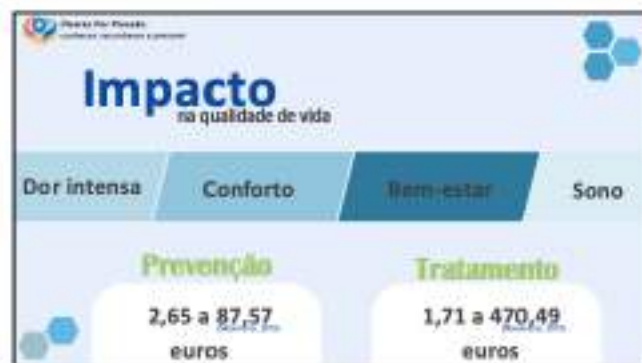 Impacto
na qualidade de vida
Dor intensa
Conforto
Bem-estar
Sono
Prevenção
Tratamento
2,65 a 87,57
euros
1,71 a 470,49
euros